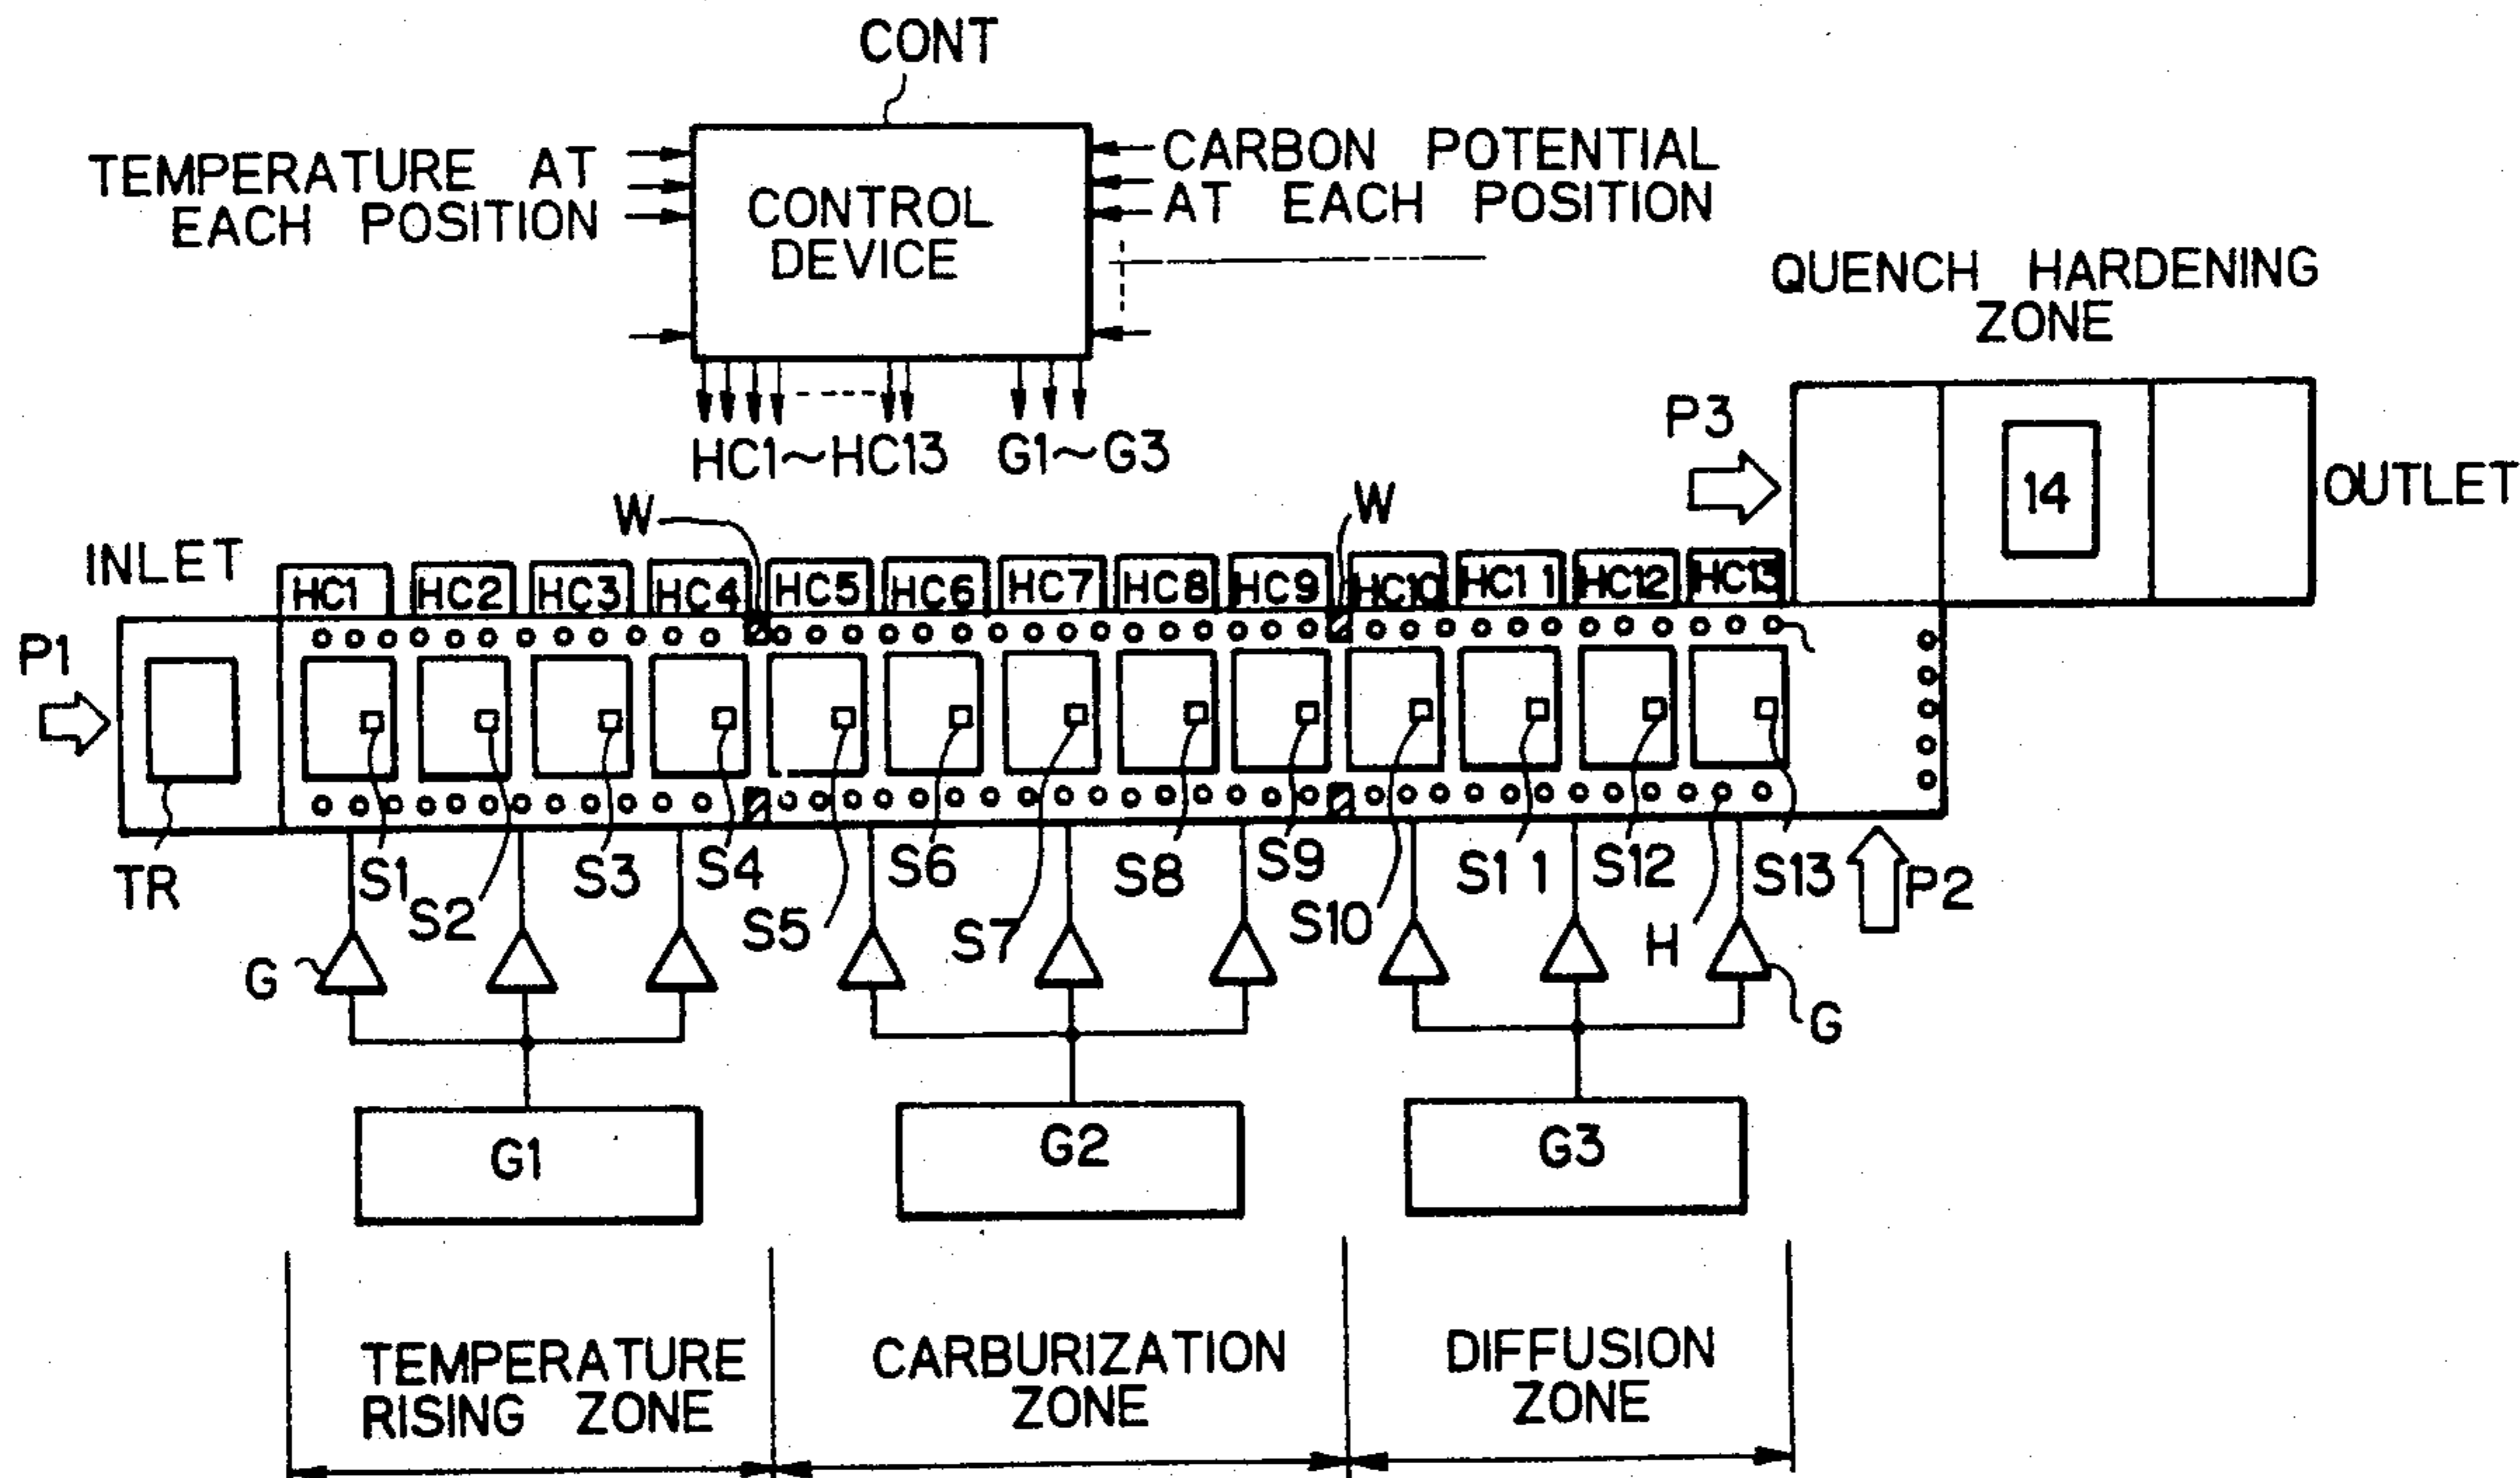 CONT
TEMPERATURE AT
EACH POSITION
CONTROL
DEVICE
CARBON POTENTIAL
AT EACH POSITION
QUENCH HARDENING
ZONE
HC1~HC13 G1~G3
P3
14
OUTLET
W
W
INLET
HC1 HC2 HC3 HC4 HC5 HC6 HC7 HC8 HC9 HC10 HC11 HC12 HC13
P1
TR
S1 S2 S3 S4 S5 S6 S7 S8 S9 S10 S11 S12 S13
P2
G
H
G
G1
G2
G3
TEMPERATURE
RISING ZONE
CARBURIZATION
ZONE
DIFFUSION
ZONE